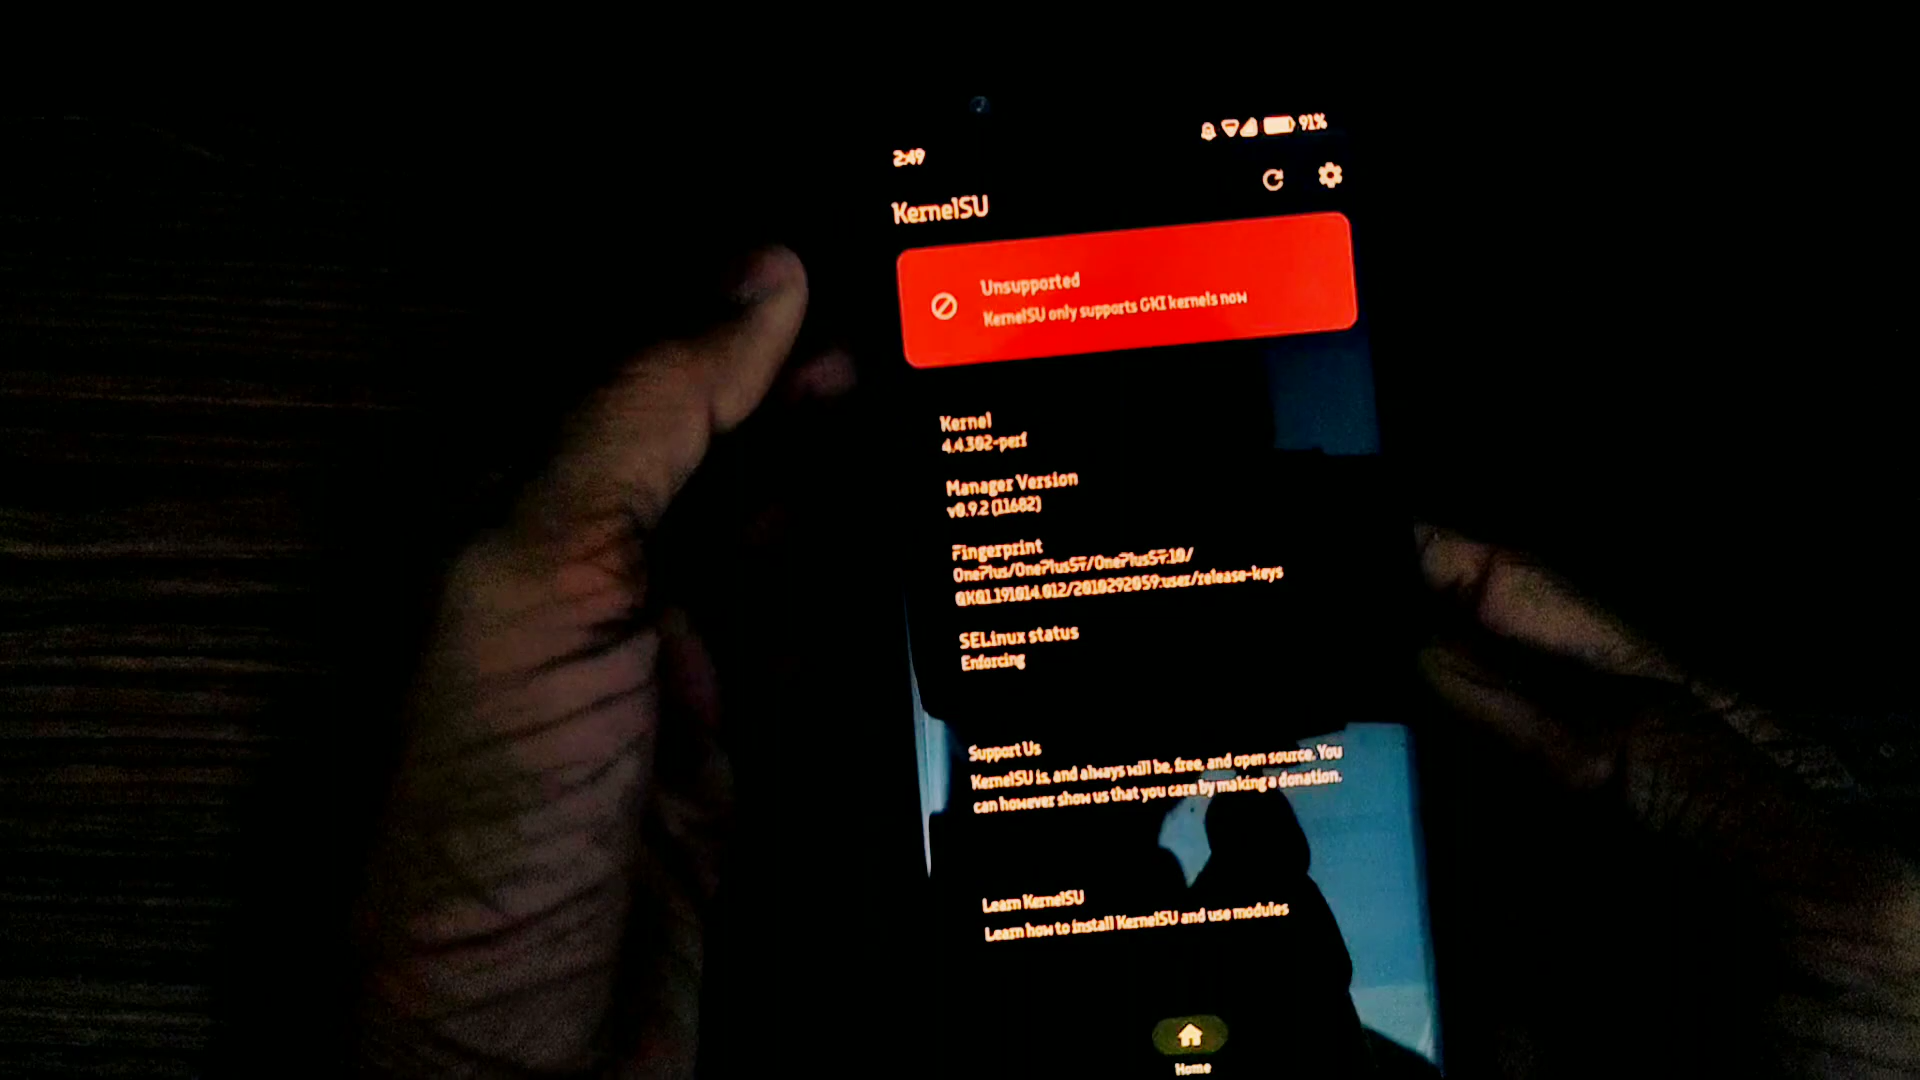 91%
2:49
KernelSU
Unsupported
KernelSU only supports GKI kernels now
Kernel
4.4.302-perf
Manager Version
v0.9.2 (11682)
Fingerprint
OnePlus/OnePlus5T/OnePlus5T:10/
QKQ1.191014.012/2010292059:user/release-keys
SELinux status
Enforcing
Support Us
KernelSU is, and always will be, free, and open source. You
can however show us that you care by making a donation.
Learn KernelSU
Learn how to install KernelSU and use modules
Home